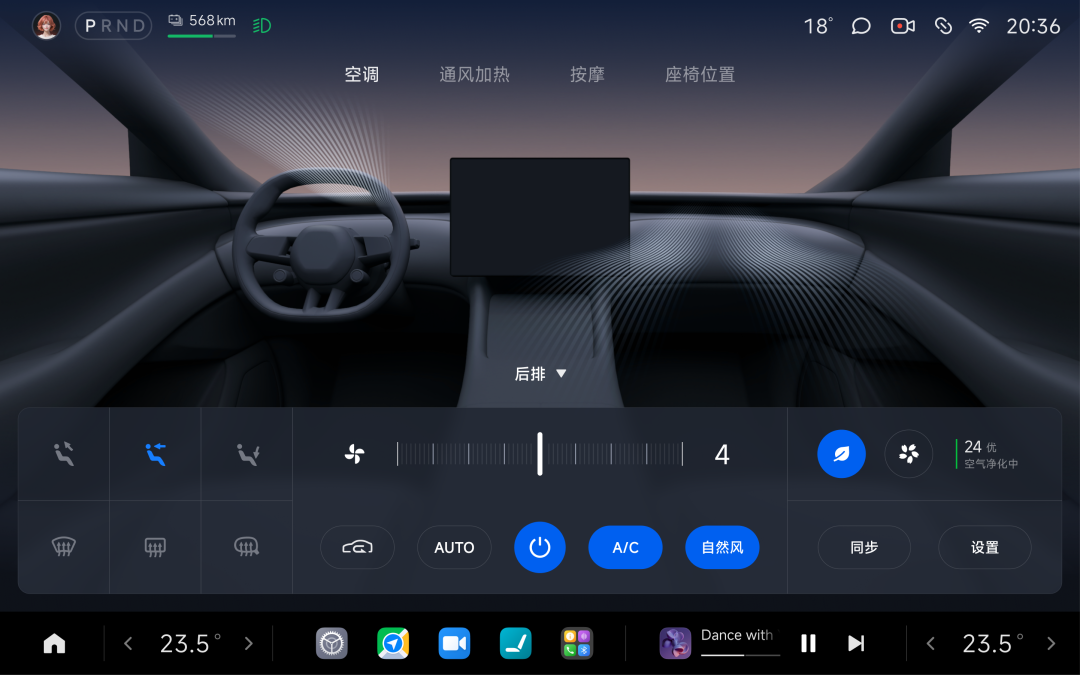 PRND 568km 18° 20:36
空调 通风加热 按摩 座椅位置
后排
4
24 优
空气净化中
AUTO A/C 自然风 同步 设置
23.5° Dance with 23.5°